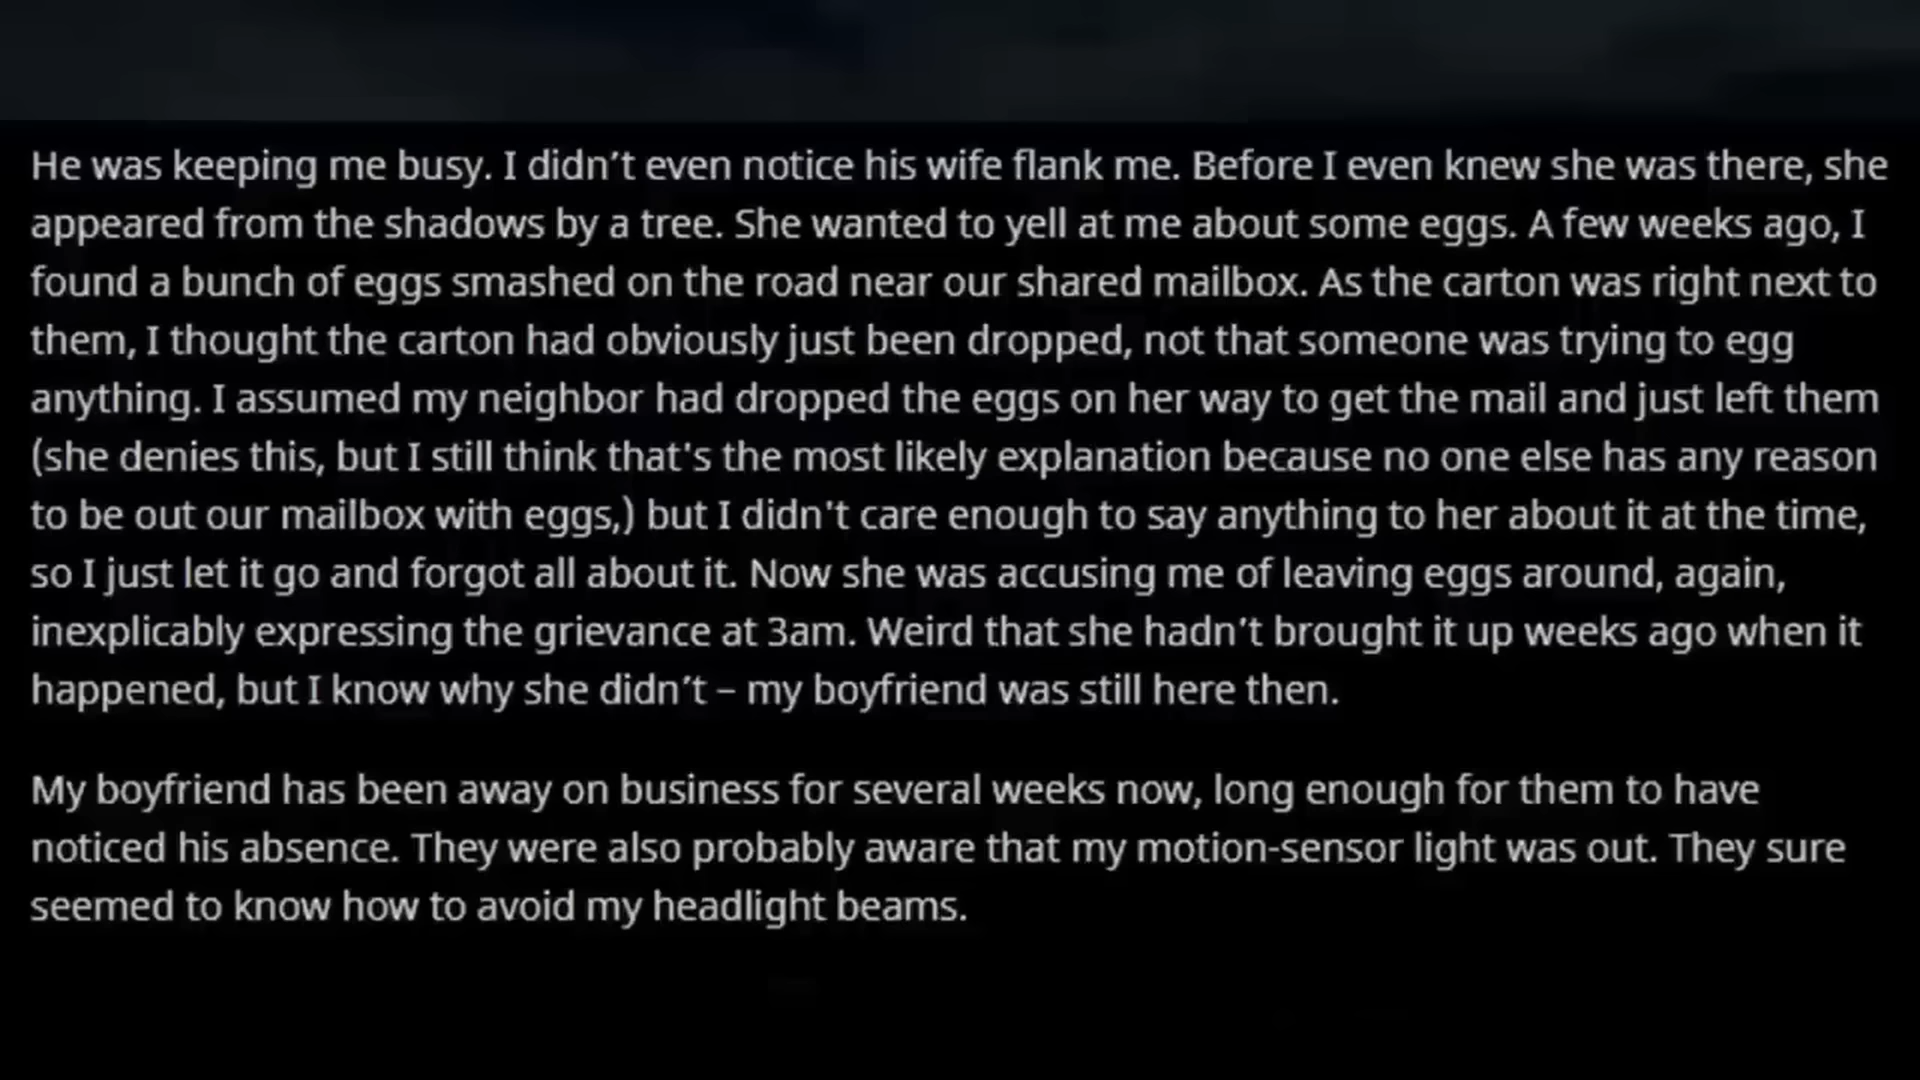 He was keeping me busy. I didn’t even notice his wife flank me. Before I even knew she was there, she
appeared from the shadows by a tree. She wanted to yell at me about some eggs. A few weeks ago, I
found a bunch of eggs smashed on the road near our shared mailbox. As the carton was right next to
them, I thought the carton had obviously just been dropped, not that someone was trying to egg
anything. I assumed my neighbor had dropped the eggs on her way to get the mail and just left them
(she denies this, but I still think that's the most likely explanation because no one else has any reason
to be out our mailbox with eggs,) but I didn't care enough to say anything to her about it at the time,
so I just let it go and forgot all about it. Now she was accusing me of leaving eggs around, again,
inexplicably expressing the grievance at 3am. Weird that she hadn’t brought it up weeks ago when it
happened, but I know why she didn’t – my boyfriend was still here then.
My boyfriend has been away on business for several weeks now, long enough for them to have
noticed his absence. They were also probably aware that my motion-sensor light was out. They sure
seemed to know how to avoid my headlight beams.